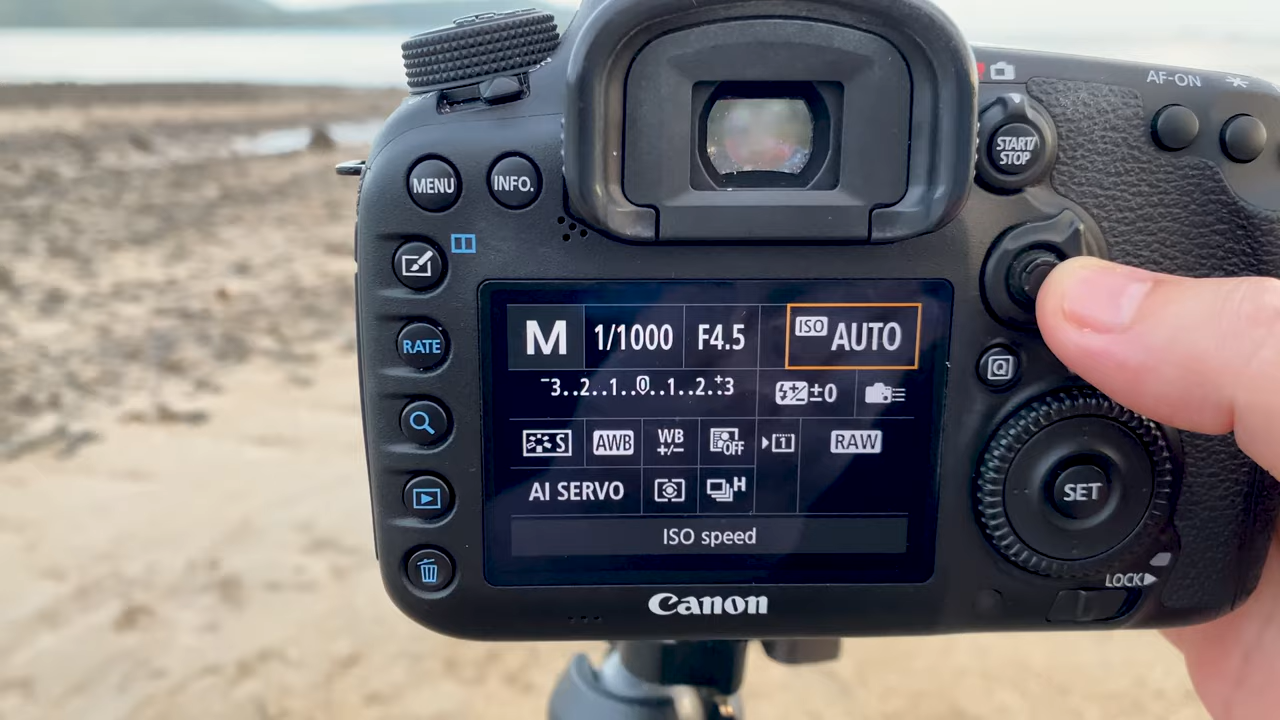 AF-ON
START/
STOP
MENU
INFO.
RATE
Q
SET
LOCK
M 1/1000 F4.5 ISO AUTO
-3..2..1..0..1..2..+3 ±0
S AWB WB +/- OFF 1 RAW
AI SERVO H
ISO speed
Canon